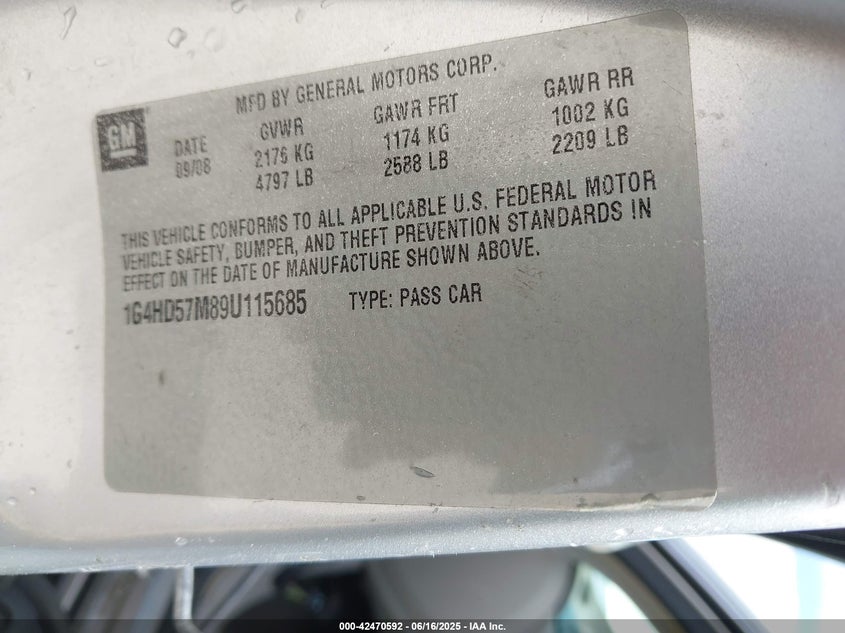 MFD BY GENERAL MOTORS CORP.
GM
DATE GVWR GAWR FRT GAWR RR
09/08 2176 KG 1174 KG 1002 KG
4797 LB 2588 LB 2209 LB
THIS VEHICLE CONFORMS TO ALL APPLICABLE U.S. FEDERAL MOTOR
VEHICLE SAFETY, BUMPER, AND THEFT PREVENTION STANDARDS IN
EFFECT ON THE DATE OF MANUFACTURE SHOWN ABOVE.
1G4HD57M89U115685 TYPE: PASS CAR
000-42470592 - 06/16/2025 - IAA Inc.